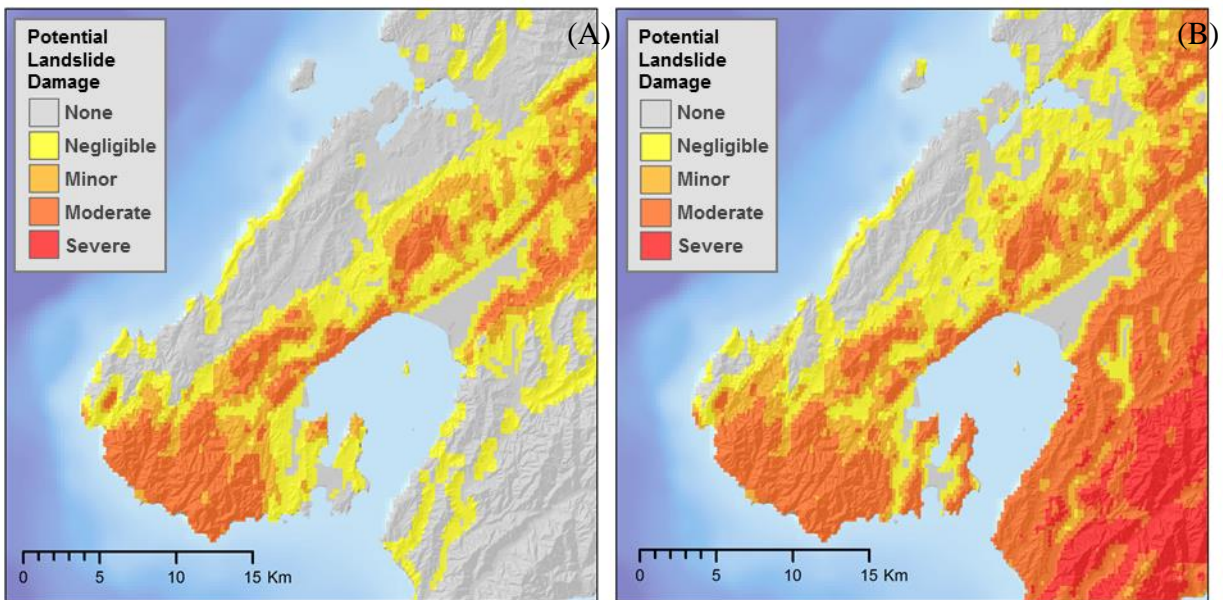 (A)
Potential
Landslide
Damage
None
Negligible
Minor
Moderate
Severe
0 5 10 15 Km
(B)
Potential
Landslide
Damage
None
Negligible
Minor
Moderate
Severe
0 5 10 15 Km